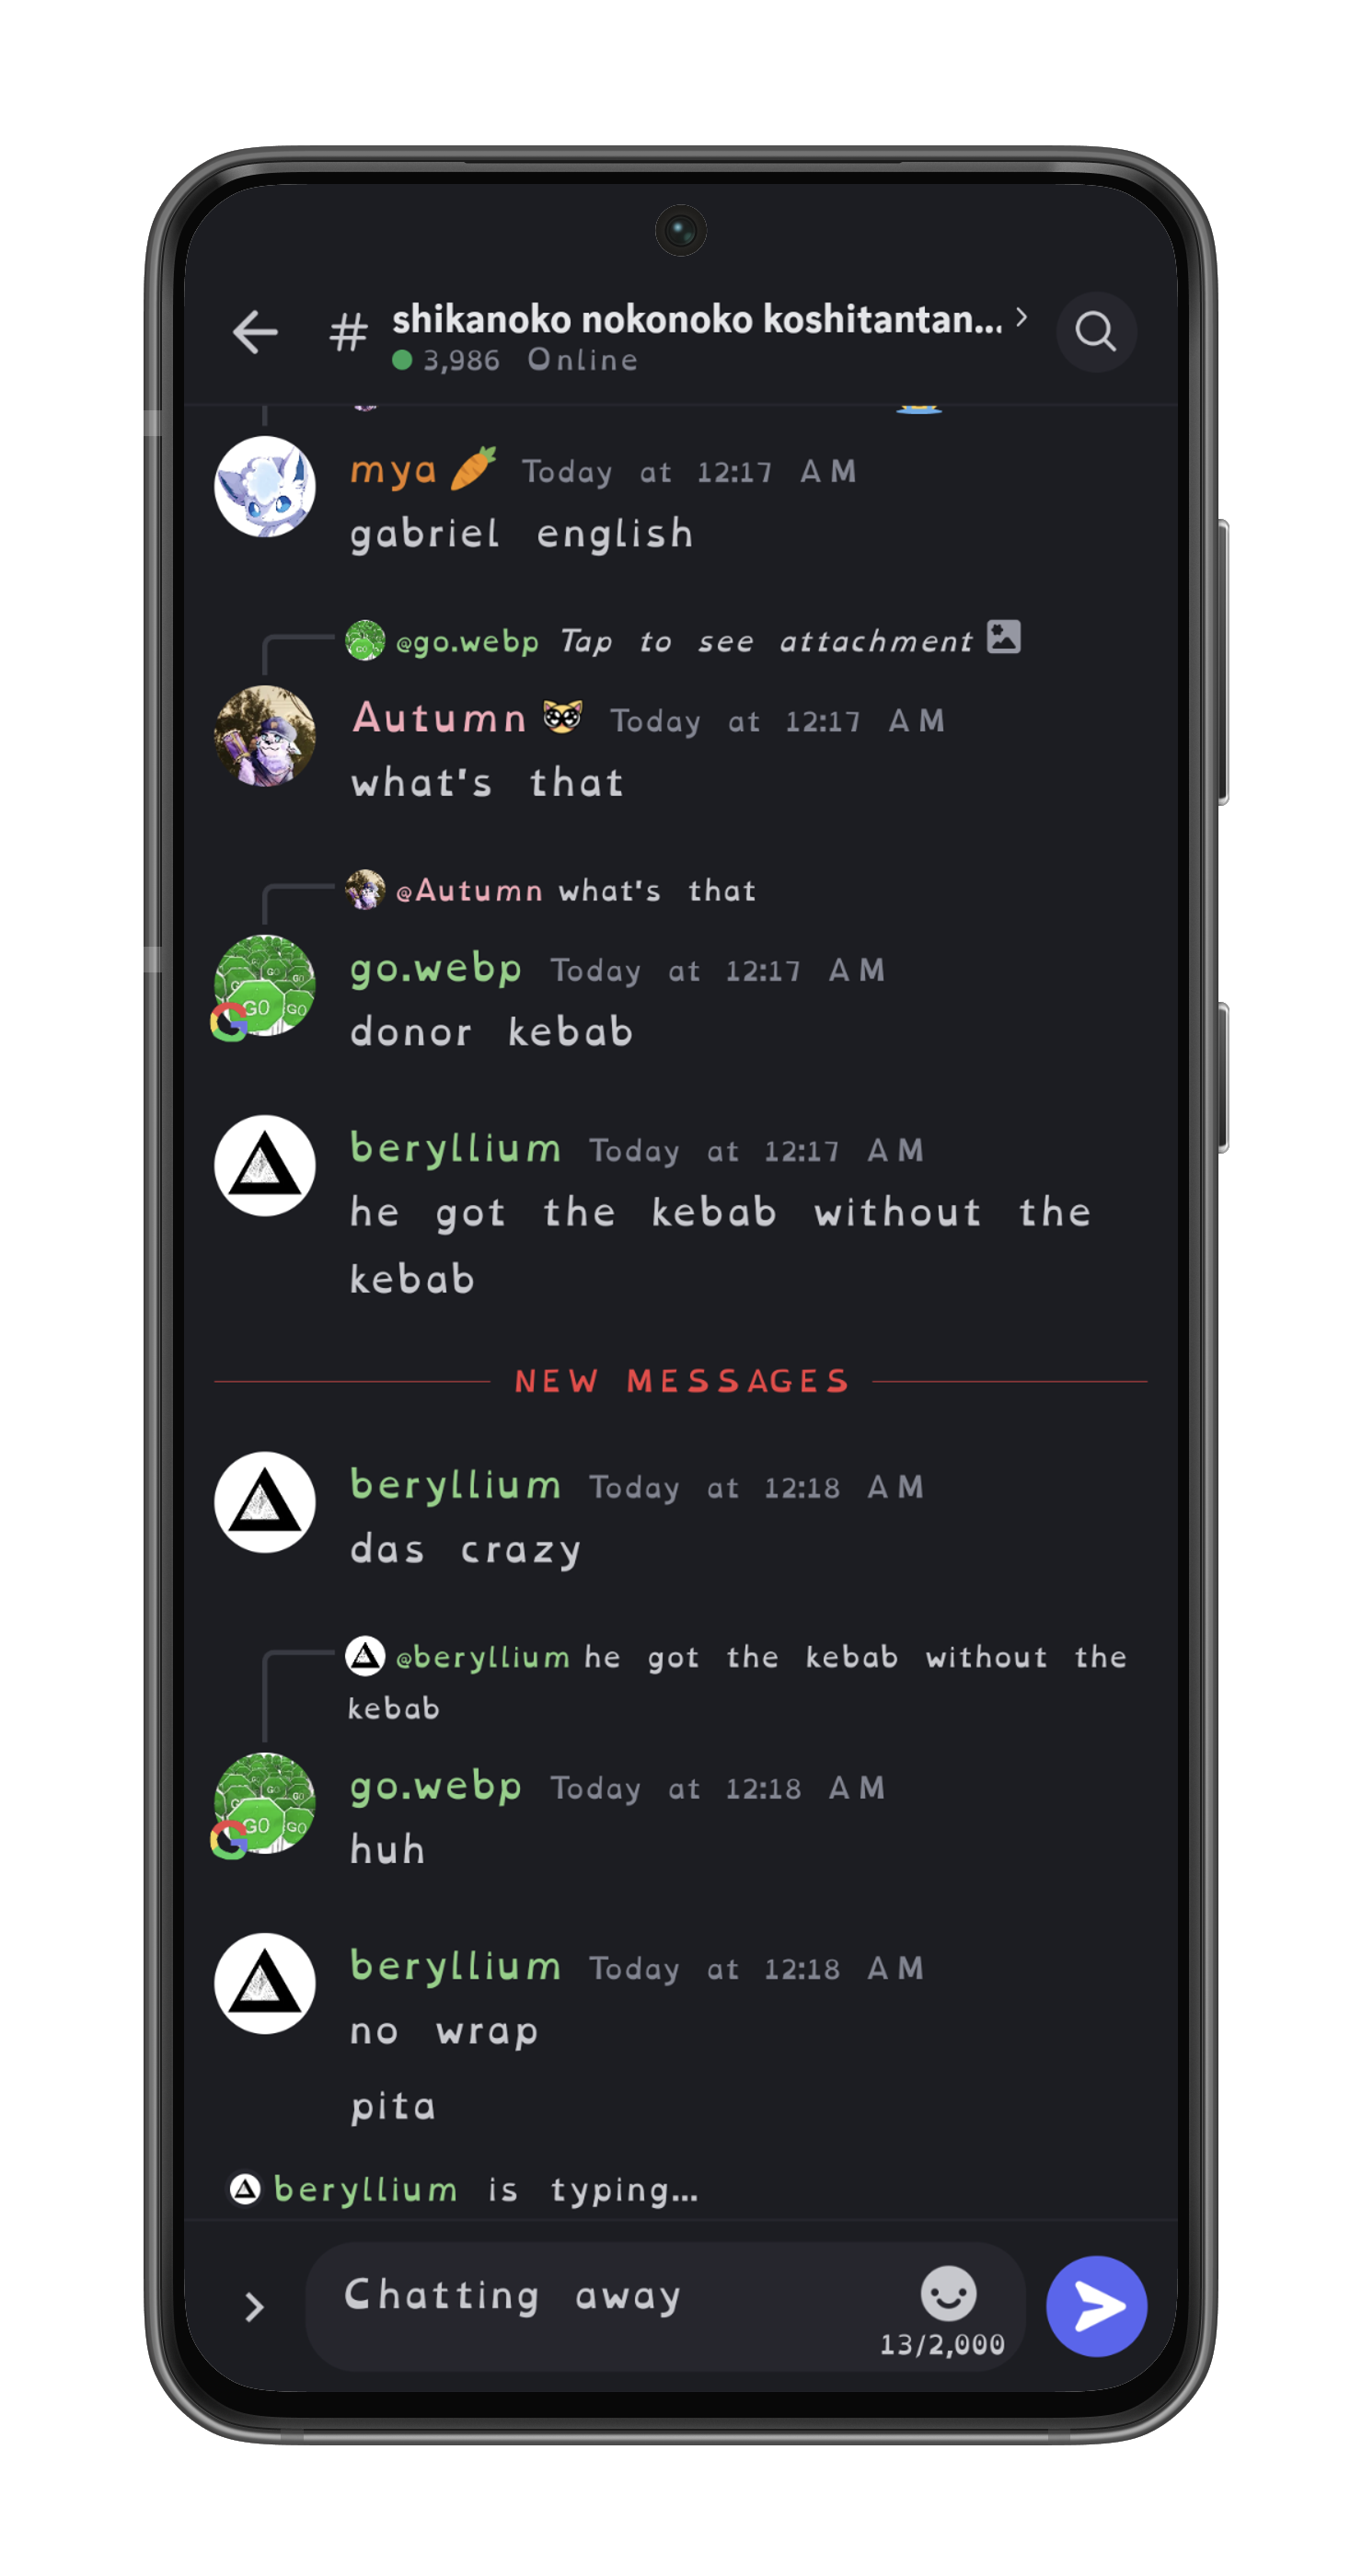 shikanoko nokonoko koshitantan...
3,986 Online
mya Today at 12:17 AM
gabriel english
@go.webp Tap to see attachment
Autumn Today at 12:17 AM
what's that
@Autumn what's that
go.webp Today at 12:17 AM
donor kebab
beryllium Today at 12:17 AM
he got the kebab without the
kebab
NEW MESSAGES
beryllium Today at 12:18 AM
das crazy
@beryllium he got the kebab without the
kebab
go.webp Today at 12:18 AM
huh
beryllium Today at 12:18 AM
no wrap
pita
beryllium is typing...
Chatting away
13/2,000